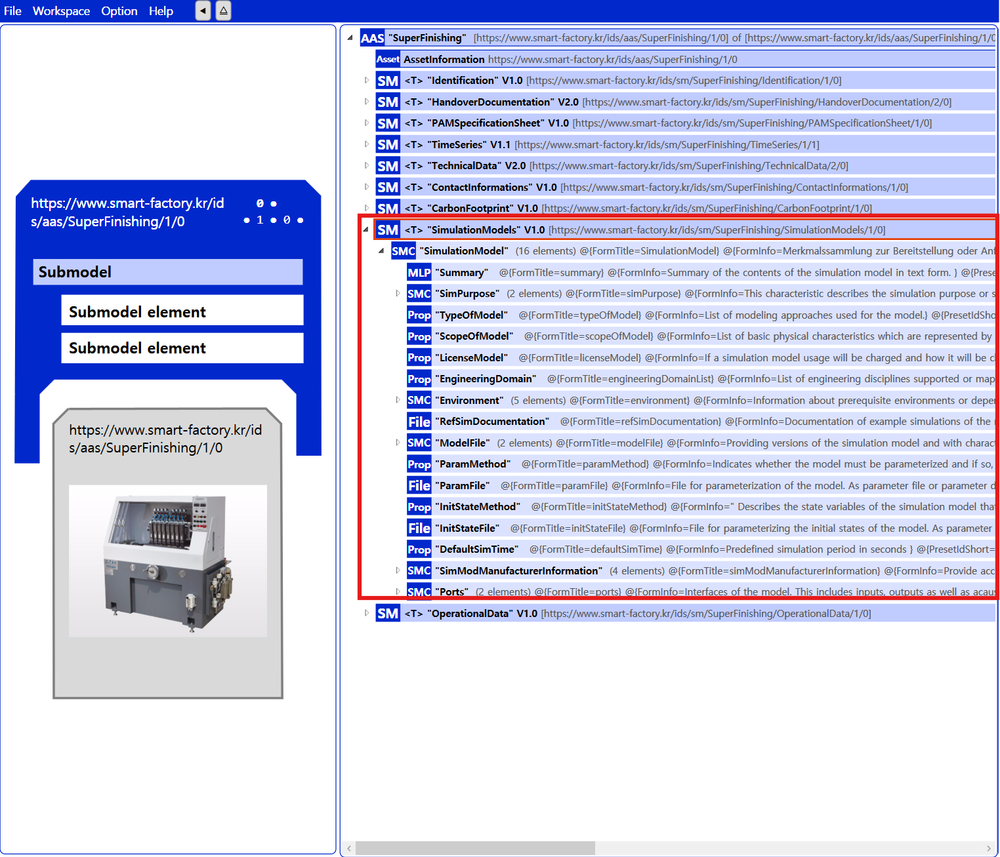 File Workspace Option Help
https://www.smart-factory.kr/id
s/aas/SuperFinishing/1/0
0
1 0
Submodel
Submodel element
Submodel element
https://www.smart-factory.kr/id
s/aas/SuperFinishing/1/0
AAS "SuperFinishing" [https://www.smart-factory.kr/ids/aas/SuperFinishing/1/0] of [https://www.smart-factory.kr/ids/aas/SuperFinishing/1/0
Asset AssetInformation https://www.smart-factory.kr/ids/aas/SuperFinishing/1/0
SM <T> "Identification" V1.0 [https://www.smart-factory.kr/ids/sm/SuperFinishing/Identification/1/0]
SM <T> "HandoverDocumentation" V2.0 [https://www.smart-factory.kr/ids/sm/SuperFinishing/HandoverDocumentation/2/0]
SM <T> "PAMSpecificationSheet" V1.0 [https://www.smart-factory.kr/ids/sm/SuperFinishing/PAMSpecificationSheet/1/0]
SM <T> "TimeSeries" V1.1 [https://www.smart-factory.kr/ids/sm/SuperFinishing/TimeSeries/1/1]
SM <T> "TechnicalData" V2.0 [https://www.smart-factory.kr/ids/sm/SuperFinishing/TechnicalData/2/0]
SM <T> "ContactInformations" V1.0 [https://www.smart-factory.kr/ids/sm/SuperFinishing/ContactInformations/1/0]
SM <T> "CarbonFootprint" V1.0 [https://www.smart-factory.kr/ids/sm/SuperFinishing/CarbonFootprint/1/0]
SM <T> "SimulationModels" V1.0 [https://www.smart-factory.kr/ids/sm/SuperFinishing/SimulationModels/1/0]
SMC "SimulationModel" (16 elements) @{FormTitle=SimulationModel} @{FormInfo=Merkmalssammlung zur Bereitstellung oder Anf
MLP "Summary" @{FormTitle=summary} @{FormInfo=Summary of the contents of the simulation model in text form. } @{Prese
SMC "SimPurpose" (2 elements) @{FormTitle=simPurpose} @{FormInfo=This characteristic describes the simulation purpose or s
Prop "TypeOfModel" @{FormTitle=typeOfModel} @{FormInfo=List of modeling approaches used for the model.} @{PresetIdSho
Prop "ScopeOfModel" @{FormTitle=scopeOfModel} @{FormInfo=List of basic physical characteristics which are represented by
Prop "LicenseModel" @{FormTitle=licenseModel} @{FormInfo=If a simulation model usage will be charged and how it will be c
Prop "EngineeringDomain" @{FormTitle=engineeringDomainList} @{FormInfo=List of engineering disciplines supported or map
SMC "Environment" (5 elements) @{FormTitle=environment} @{FormInfo=Information about prerequisite environments or depe
File "RefSimDocumentation" @{FormTitle=refSimDocumentation} @{FormInfo=Documentation of example simulations of the
SMC "ModelFile" (2 elements) @{FormTitle=modelFile} @{FormInfo=Providing versions of the simulation model and with charact
Prop "ParamMethod" @{FormTitle=paramMethod} @{FormInfo=Indicates whether the model must be parameterized and if so,
File "ParamFile" @{FormTitle=paramFile} @{FormInfo=File for parameterization of the model. As parameter file or parameter d
Prop "InitStateMethod" @{FormTitle=initStateMethod} @{FormInfo=" Describes the state variables of the simulation model tha
File "InitStateFile" @{FormTitle=initStateFile} @{FormInfo=File for parameterizing the initial states of the model. As parameter
Prop "DefaultSimTime" @{FormTitle=defaultSimTime} @{FormInfo=Predefined simulation period in seconds } @{PresetIdShort=
SMC "SimModManufacturerInformation" (4 elements) @{FormTitle=simModManufacturerInformation} @{FormInfo=Provide acc
SMC "Ports" (2 elements) @{FormTitle=ports} @{FormInfo=Interfaces of the model. This includes inputs, outputs as well as acaus
SM <T> "OperationalData" V1.0 [https://www.smart-factory.kr/ids/sm/SuperFinishing/OperationalData/1/0]